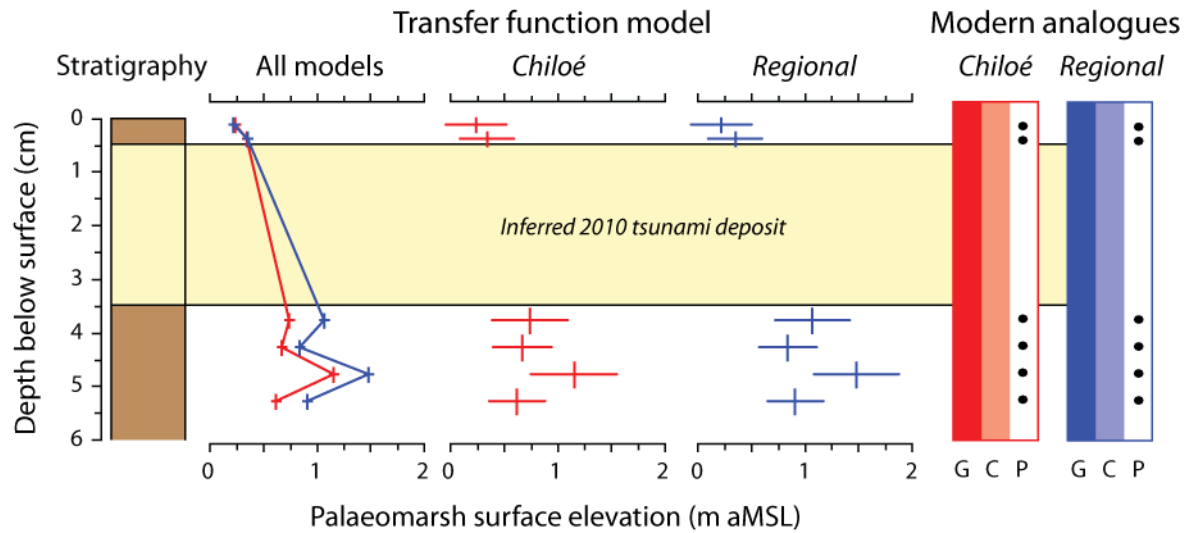 Transfer function model
Modern analogues
Stratigraphy
All models
Chiloé
Regional
Chiloé
Regional
Depth below surface (cm)
0
1
2
3
4
5
6
Inferred 2010 tsunami deposit
0 1 2
0 1 2
0 1 2
G C P
G C P
Palaeomarsh surface elevation (m aMSL)